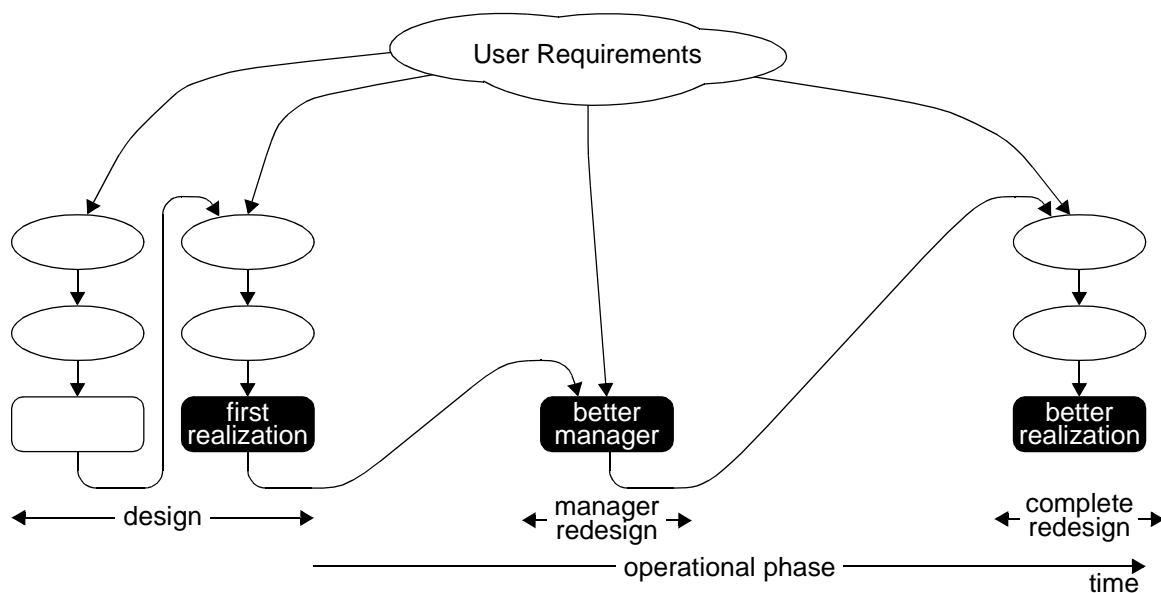 User Requirements
first
realization
better
manager
better
realization
design
manager
redesign
complete
redesign
operational phase
time